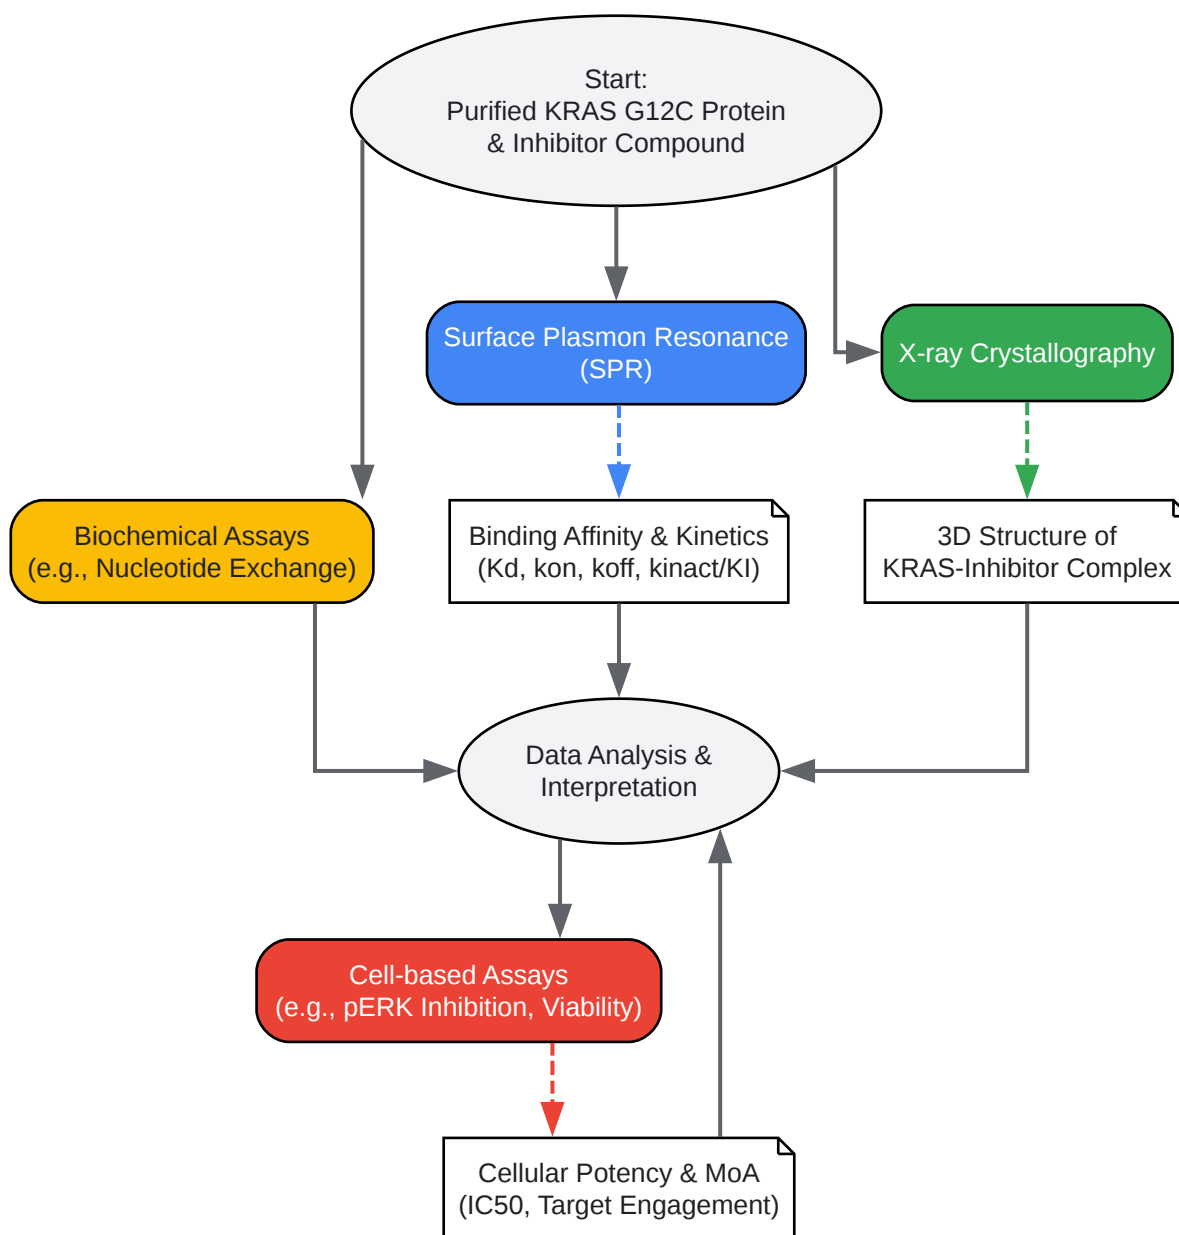 Start:
Purified KRAS G12C Protein
& Inhibitor Compound
Surface Plasmon Resonance
(SPR)
X-ray Crystallography
Biochemical Assays
(e.g., Nucleotide Exchange)
Binding Affinity & Kinetics
(Kd, kon, koff, kinact/KI)
3D Structure of
KRAS-Inhibitor Complex
Data Analysis &
Interpretation
Cell-based Assays
(e.g., pERK Inhibition, Viability)
Cellular Potency & MoA
(IC50, Target Engagement)